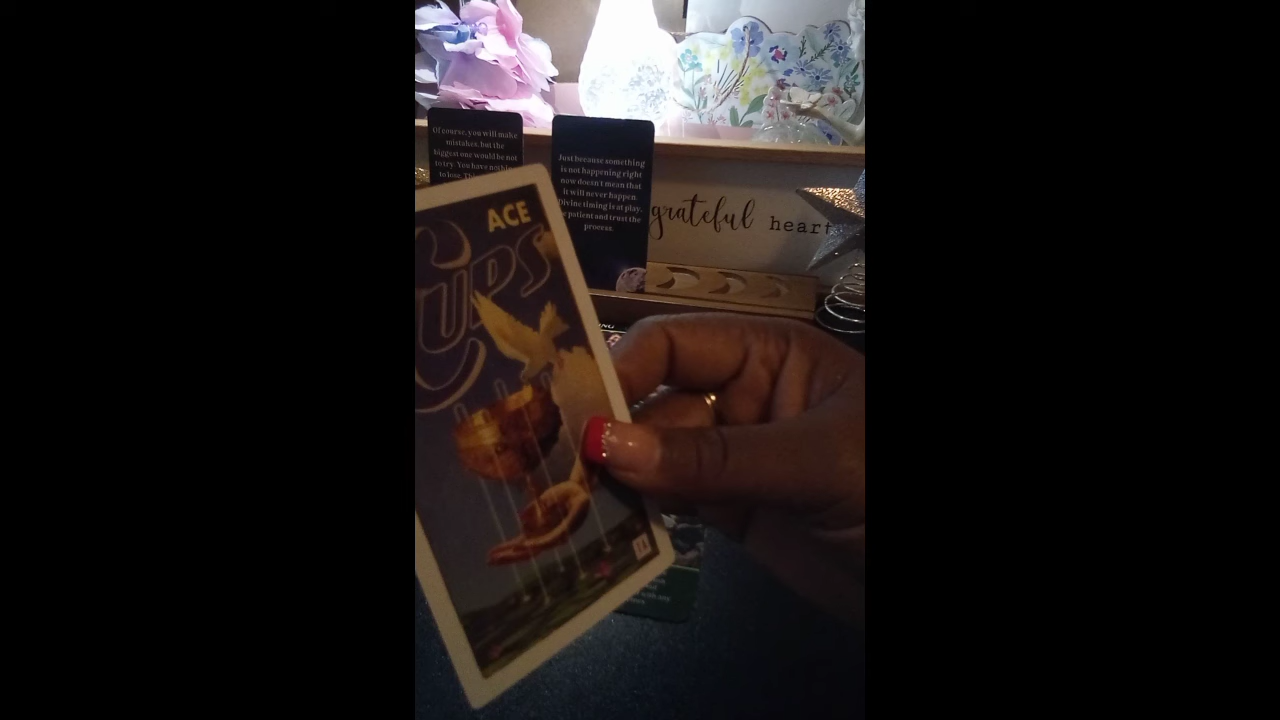 Of course, you will make
mistakes, but the
biggest one would be not
to try. You have
to lose.
Just because something
is not happening right
now doesn't mean that
it will never happen.
Divine timing is at play.
patient and trust the
process.
grateful heart
ACE
CUPS